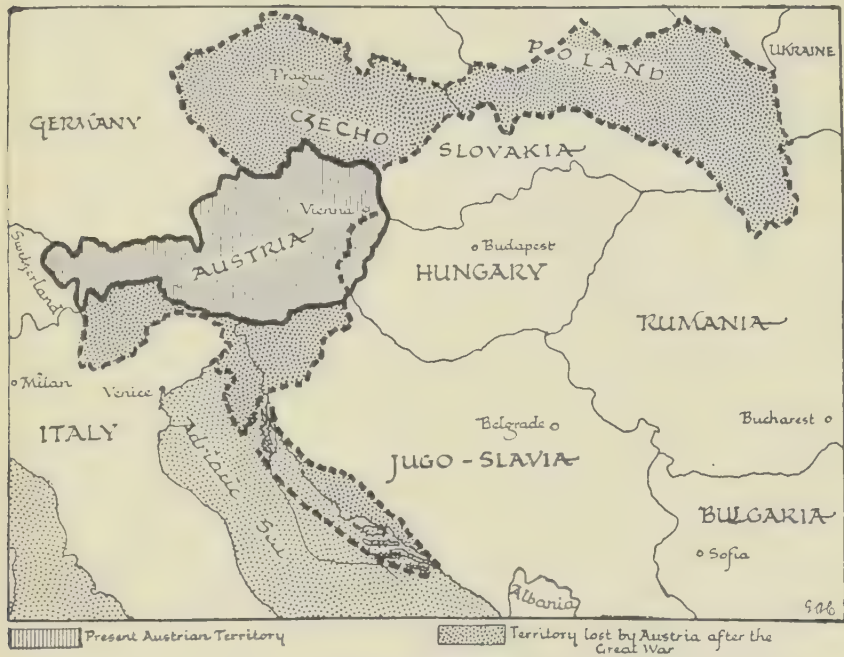 POLAND
UKRAINE
Prague
GERMANY
CZECHO
SLOVAKIA
Vienna
Switzerland
AUSTRIA
Budapest
HUNGARY
RUMANIA
Milan
Venice
Belgrade
Bucharest
ITALY
Adriatic Sea
JUGO-SLAVIA
BULGARIA
Sofia
Albania
Present Austrian Territory
Territory lost by Austria after the
Great War